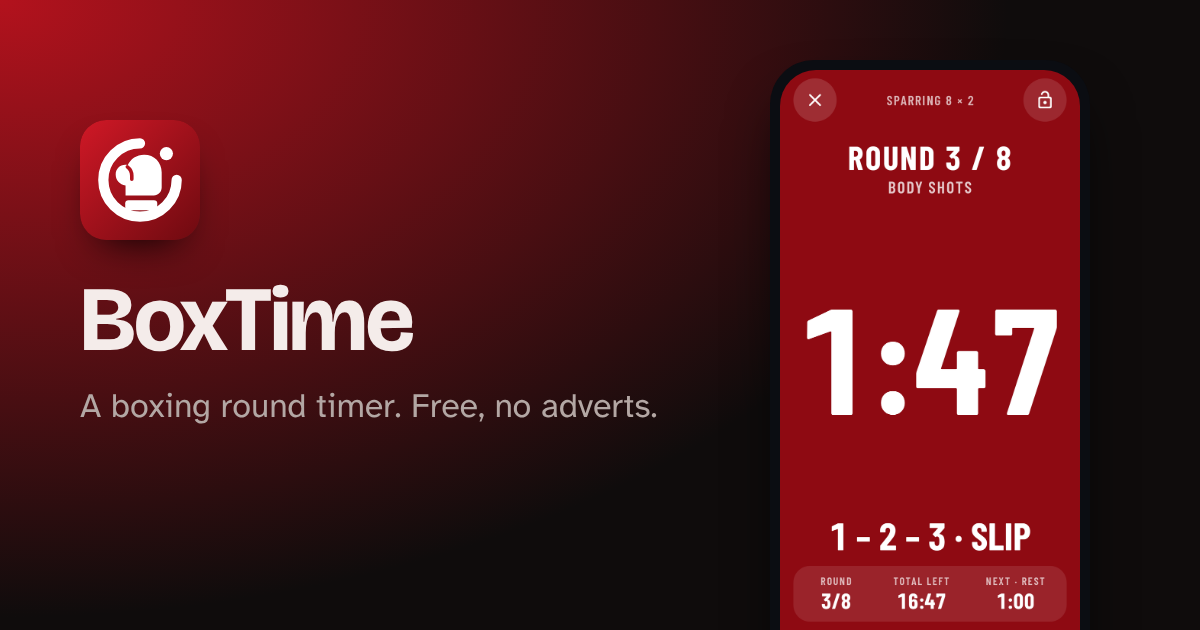 BoxTime
A boxing round timer. Free, no adverts.
SPARRING 8 × 2
ROUND 3 / 8
BODY SHOTS
1:47
1 – 2 – 3 · SLIP
ROUND TOTAL LEFT NEXT · REST
3/8 16:47 1:00